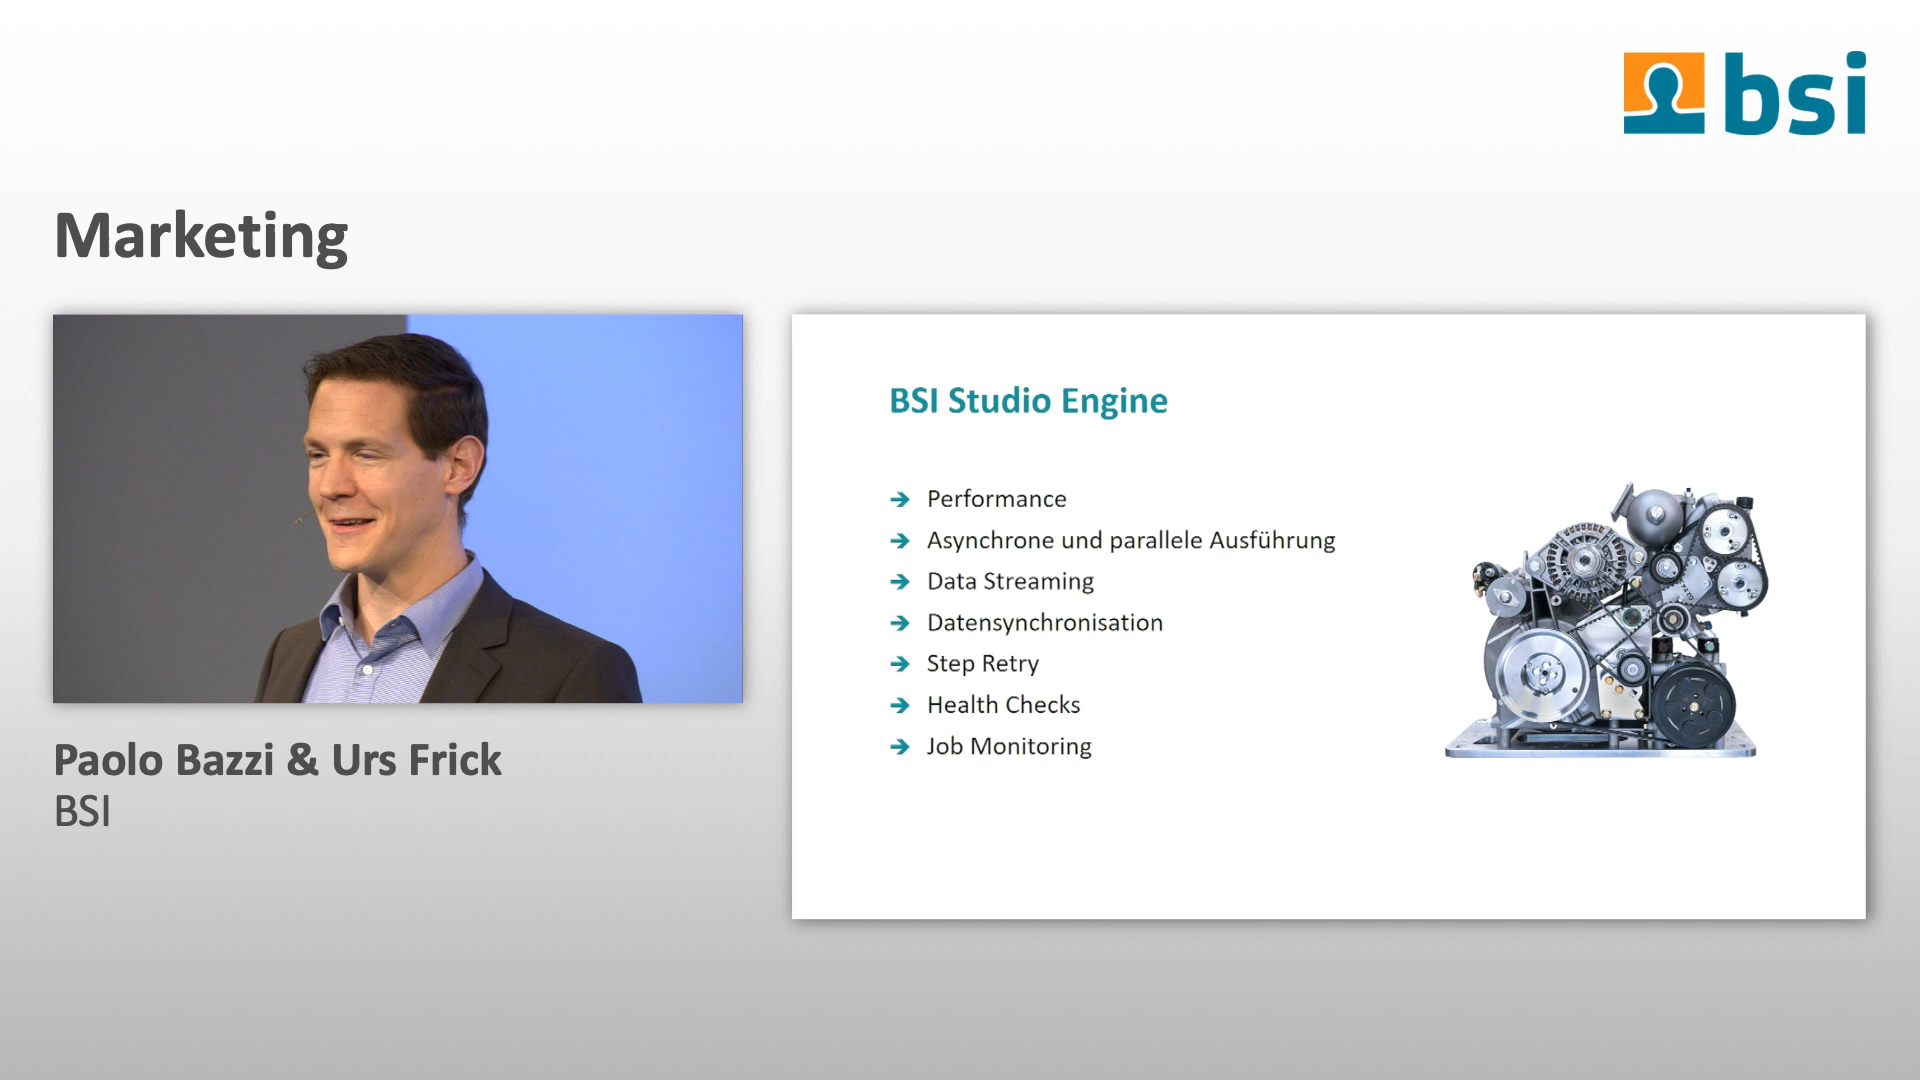 bsi
Marketing
Paolo Bazzi & Urs Frick
BSI
BSI Studio Engine
Performance
Asynchrone und parallele Ausführung
Data Streaming
Datensynchronisation
Step Retry
Health Checks
Job Monitoring